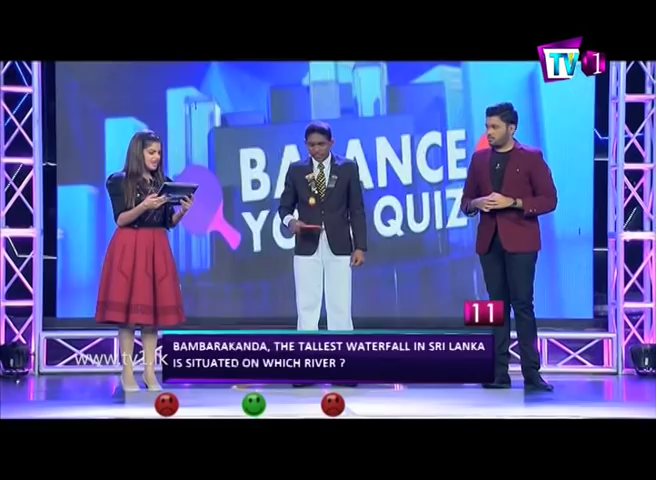 TV 1
BALANCE
YO QUIZ
11
BAMBARAKANDA, THE TALLEST WATERFALL IN SRI LANKA
IS SITUATED ON WHICH RIVER ?
www.tv1.lk